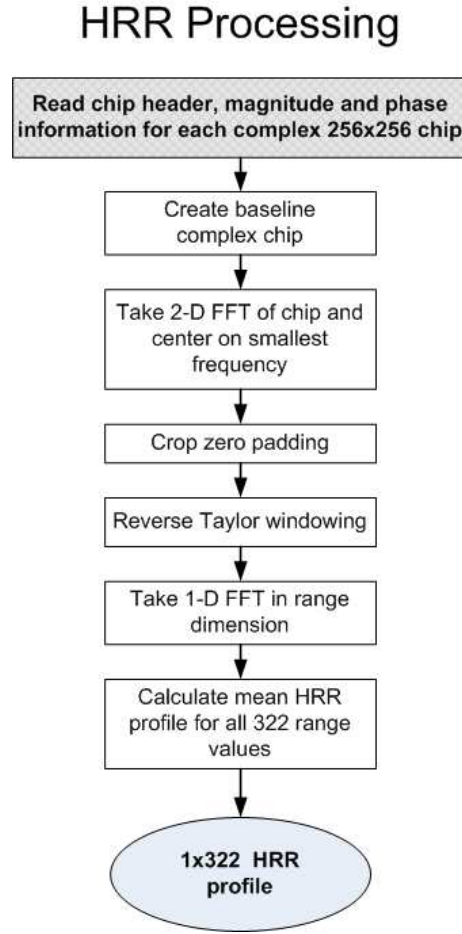 HRR Processing
Read chip header, magnitude and phase
information for each complex 256x256 chip
Create baseline
complex chip
Take 2-D FFT of chip and
center on smallest
frequency
Crop zero padding
Reverse Taylor windowing
Take 1-D FFT in range
dimension
Calculate mean HRR
profile for all 322 range
values
1x322 HRR
profile